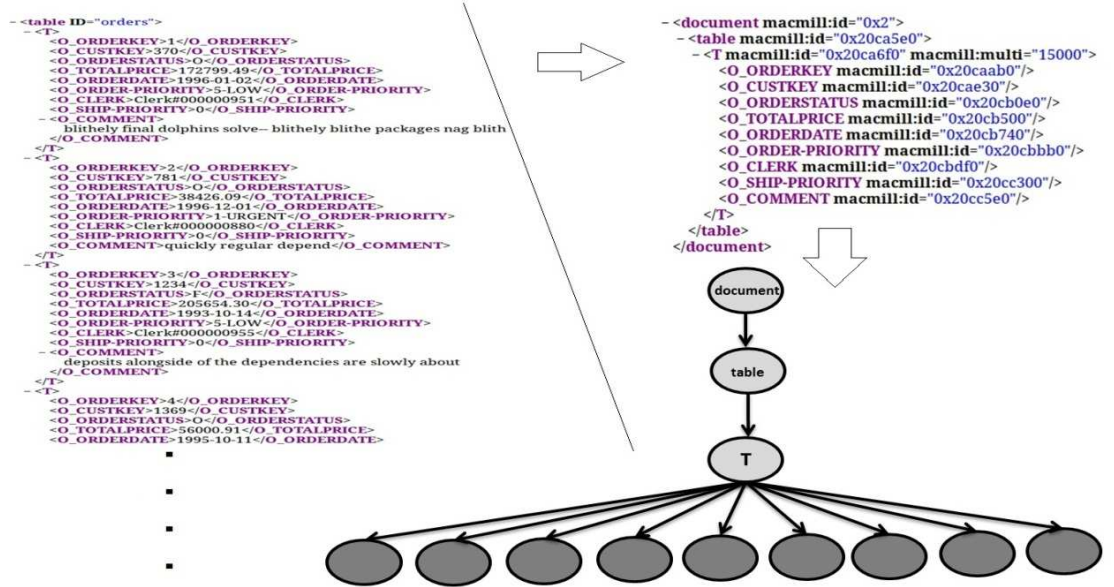 - <table ID="orders">
- <T>
<O_ORDERKEY>1</O_ORDERKEY>
<O_CUSTKEY>370</O_CUSTKEY>
<O_ORDERSTATUS>O</O_ORDERSTATUS>
<O_TOTALPRICE>172799.49</O_TOTALPRICE>
<O_ORDERDATE>1996-01-02</O_ORDERDATE>
<O_ORDER-PRIORITY>5-LOW</O_ORDER-PRIORITY>
<O_CLERK>Clerk#000000951</O_CLERK>
<O_SHIP-PRIORITY>0</O_SHIP-PRIORITY>
- <O_COMMENT>
blithely final dolphins solve-- blithely blithe packages nag blith
</O_COMMENT>
</T>
- <T>
<O_ORDERKEY>2</O_ORDERKEY>
<O_CUSTKEY>781</O_CUSTKEY>
<O_ORDERSTATUS>O</O_ORDERSTATUS>
<O_TOTALPRICE>38426.09</O_TOTALPRICE>
<O_ORDERDATE>1996-12-01</O_ORDERDATE>
<O_ORDER-PRIORITY>1-URGENT</O_ORDER-PRIORITY>
<O_CLERK>Clerk#000000880</O_CLERK>
<O_SHIP-PRIORITY>0</O_SHIP-PRIORITY>
<O_COMMENT>quickly regular depend</O_COMMENT>
</T>
- <T>
<O_ORDERKEY>3</O_ORDERKEY>
<O_CUSTKEY>1234</O_CUSTKEY>
<O_ORDERSTATUS>F</O_ORDERSTATUS>
<O_TOTALPRICE>205654.30</O_TOTALPRICE>
<O_ORDERDATE>1993-10-14</O_ORDERDATE>
<O_ORDER-PRIORITY>5-LOW</O_ORDER-PRIORITY>
<O_CLERK>Clerk#000000955</O_CLERK>
<O_SHIP-PRIORITY>0</O_SHIP-PRIORITY>
- <O_COMMENT>
deposits alongside of the dependencies are slowly about
</O_COMMENT>
</T>
- <T>
<O_ORDERKEY>4</O_ORDERKEY>
<O_CUSTKEY>1369</O_CUSTKEY>
<O_ORDERSTATUS>O</O_ORDERSTATUS>
<O_TOTALPRICE>56000.91</O_TOTALPRICE>
<O_ORDERDATE>1995-10-11</O_ORDERDATE>
- <document macmill:id="0x2">
- <table macmill:id="0x20ca5e0">
- <T macmill:id="0x20ca6f0" macmill:multi="15000">
<O_ORDERKEY macmill:id="0x20caab0"/>
<O_CUSTKEY macmill:id="0x20cae30"/>
<O_ORDERSTATUS macmill:id="0x20cb0e0"/>
<O_TOTALPRICE macmill:id="0x20cb500"/>
<O_ORDERDATE macmill:id="0x20cb740"/>
<O_ORDER-PRIORITY macmill:id="0x20cbbb0"/>
<O_CLERK macmill:id="0x20cbdf0"/>
<O_SHIP-PRIORITY macmill:id="0x20cc300"/>
<O_COMMENT macmill:id="0x20cc5e0"/>
</T>
</table>
</document>
document
table
T